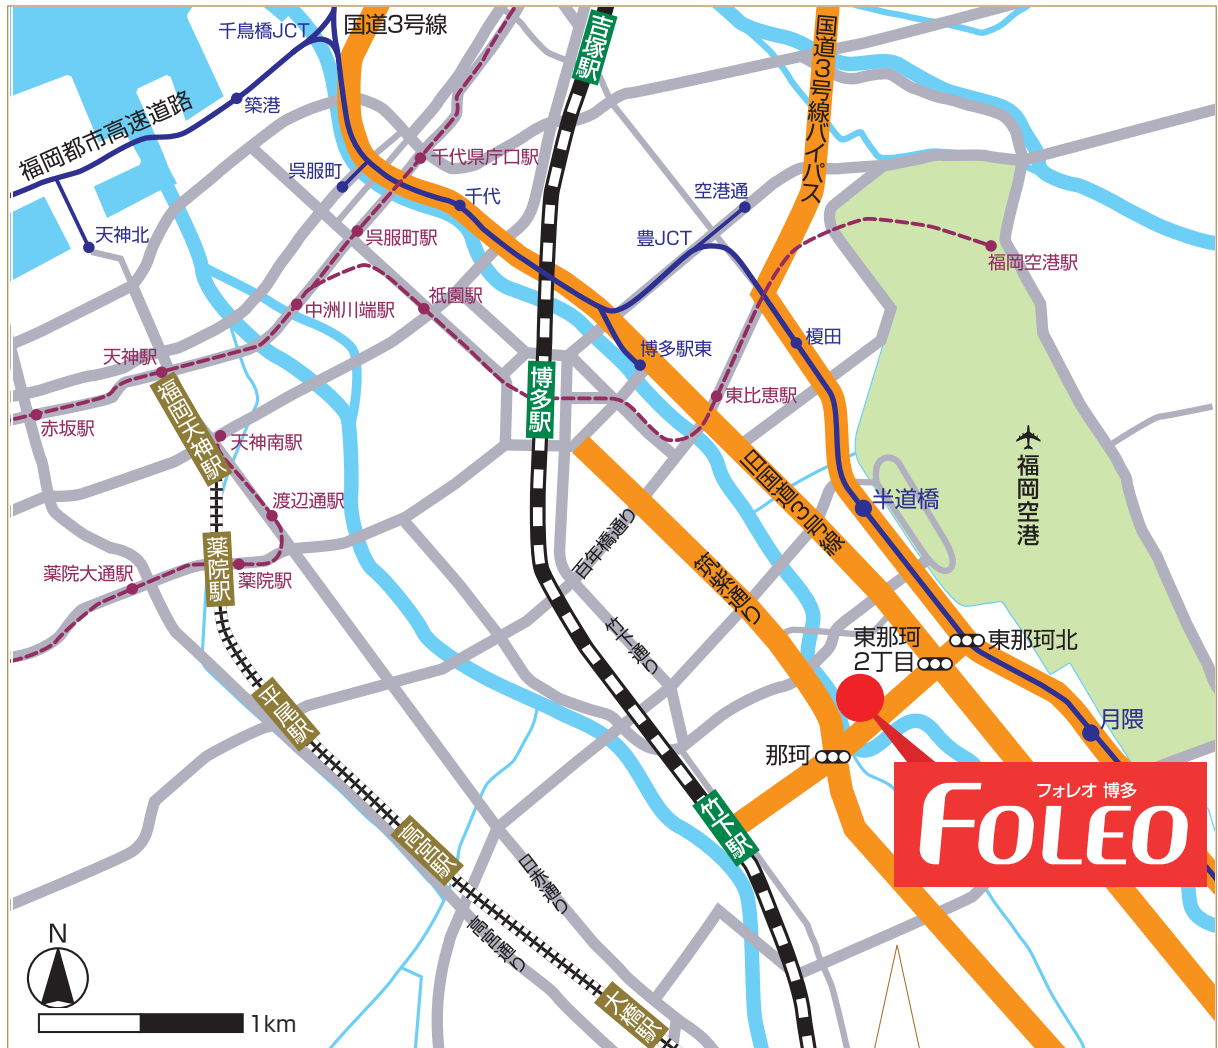 千鳥橋JCT
国道3号線
吉塚駅
国道3号線バイパス
築港
福岡都市高速道路
千代県庁口駅
呉服町
千代
空港通
天神北
呉服町駅
豊JCT
福岡空港駅
祇園駅
中洲川端駅
榎田
博多駅東
天神駅
博多駅
東比恵駅
福岡天神駅
赤坂駅
天神南駅
福岡空港
旧国道3号線
渡辺通駅
半道橋
百年橋通り
薬院駅
薬院大通駅
薬院駅
筑紫通り
竹下通り
東那珂
2丁目
東那珂北
平尾駅
月隈
那珂
フォレオ 博多
FOLEO
竹下駅
高宮駅
日赤通り
高宮通り
大橋駅
N
1km